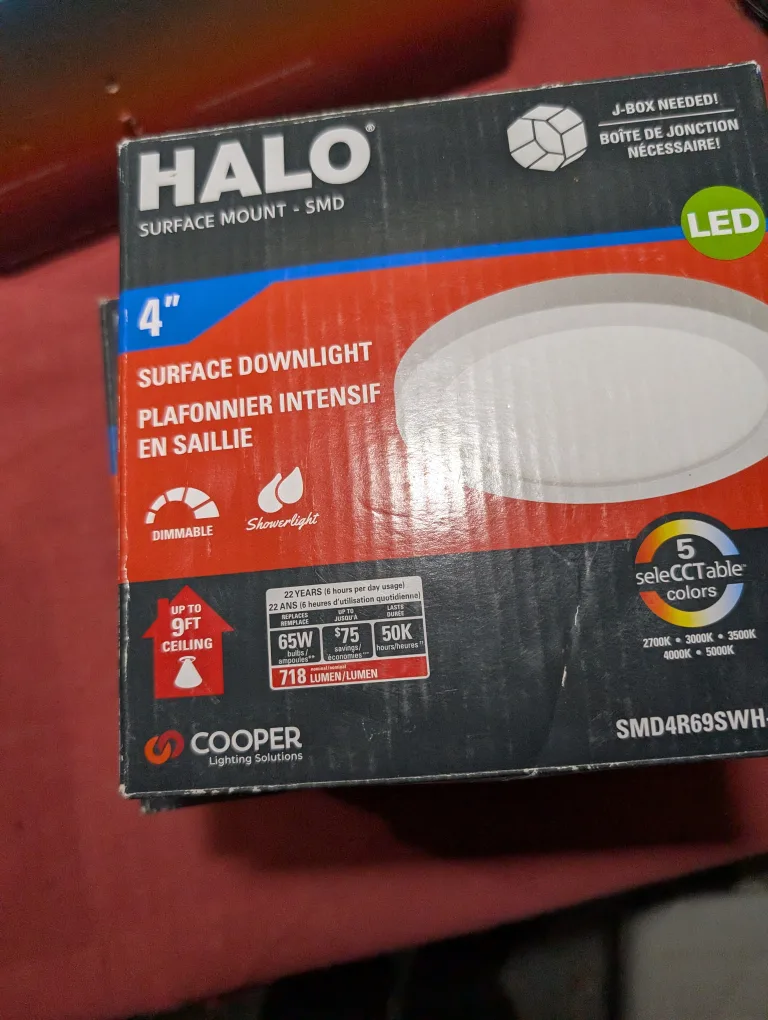 HALO®
SURFACE MOUNT - SMD
J-BOX NEEDED!
BOÎTE DE JONCTION
NÉCESSAIRE!
LED
4"
SURFACE DOWNLIGHT
PLAFONNIER INTENSIF
EN SAILLIE
DIMMABLE
Showerlight
5
seleCCTable™
colors
2700K • 3000K • 3500K
4000K • 5000K
UP TO
9FT
CEILING
22 YEARS (6 hours per day usage)
22 ANS (6 heures d'utilisation quotidienne)
REPLACES
REMPLACE
65W
bulbs/
ampoules**
UP TO
JUSQU'A
$75
savings/
économies
LASTS
DURÉE
50K
hours/heures
718 nominal/nominal
LUMEN/LUMEN
COOPER
Lighting Solutions
SMD4R69SWH-